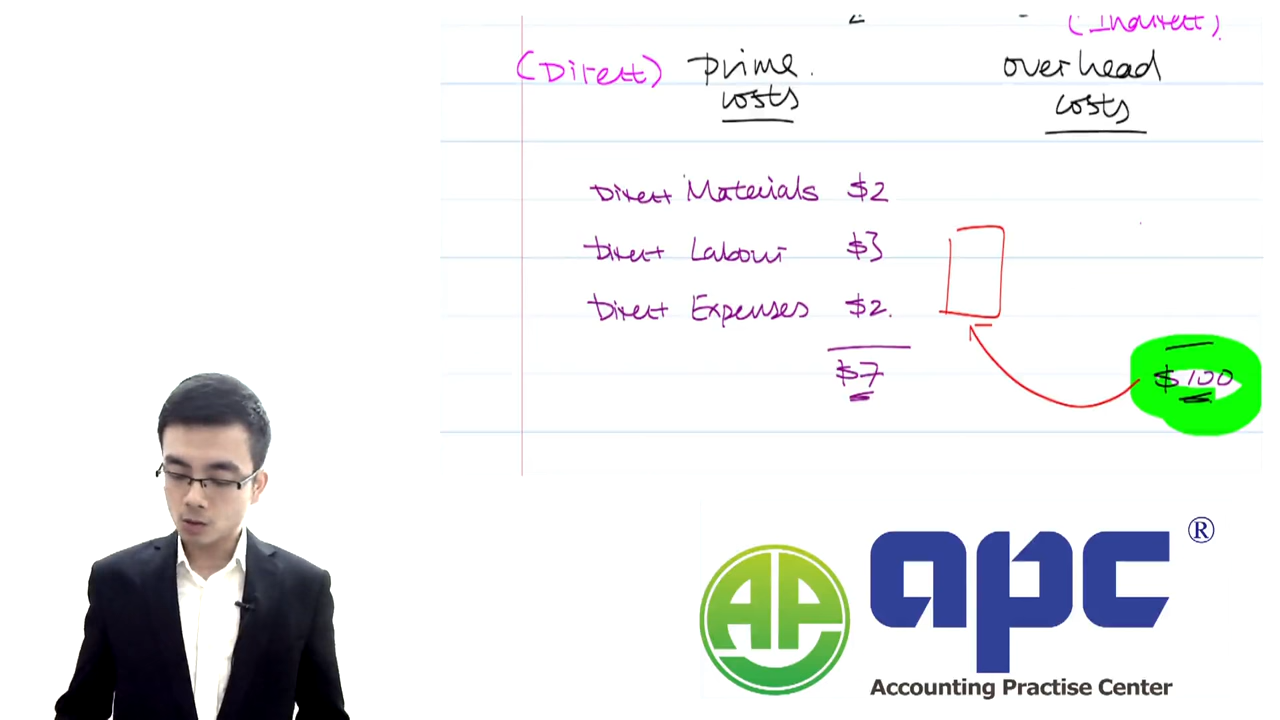 (Indirect)
(Direct) prime overhead
costs costs
Direct Materials $2
Direct Labour $3
Direct Expenses $2
$7
$100
AP
apc®
Accounting Practise Center